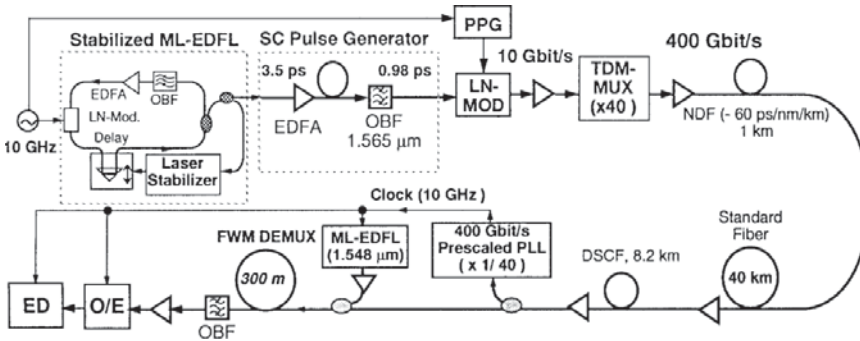 Stabilized ML-EDFL
SC Pulse Generator
PPG
10 Gbit/s
400 Gbit/s
3.5 ps
0.98 ps
EDFA
OBF
LN-Mod.
Delay
10 GHz
Laser
Stabilizer
EDFA
OBF
1.565 μm
LN-
MOD
TDM-
MUX
(x40)
NDF (- 60 ps/nm/km)
1 km
Clock (10 GHz)
FWM DEMUX
ML-EDFL
(1.548 μm)
400 Gbit/s
Prescaled PLL
( x 1/ 40 )
Standard
Fiber
DSCF, 8.2 km
40 km
300 m
ED
O/E
OBF